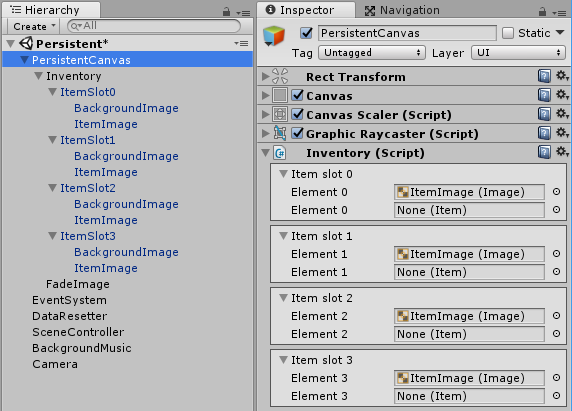 Hierarchy
Create
All
Persistent*
PersistentCanvas
Inventory
ItemSlot0
BackgroundImage
ItemImage
ItemSlot1
BackgroundImage
ItemImage
ItemSlot2
BackgroundImage
ItemImage
ItemSlot3
BackgroundImage
ItemImage
FadeImage
EventSystem
DataResetter
SceneController
BackgroundMusic
Camera
Inspector Navigation
PersistentCanvas Static
Tag Untagged Layer UI
Rect Transform
Canvas
Canvas Scaler (Script)
Graphic Raycaster (Script)
C# Inventory (Script)
Item slot 0
Element 0 ItemImage (Image)
Element 0 None (Item)
Item slot 1
Element 1 ItemImage (Image)
Element 1 None (Item)
Item slot 2
Element 2 ItemImage (Image)
Element 2 None (Item)
Item slot 3
Element 3 ItemImage (Image)
Element 3 None (Item)